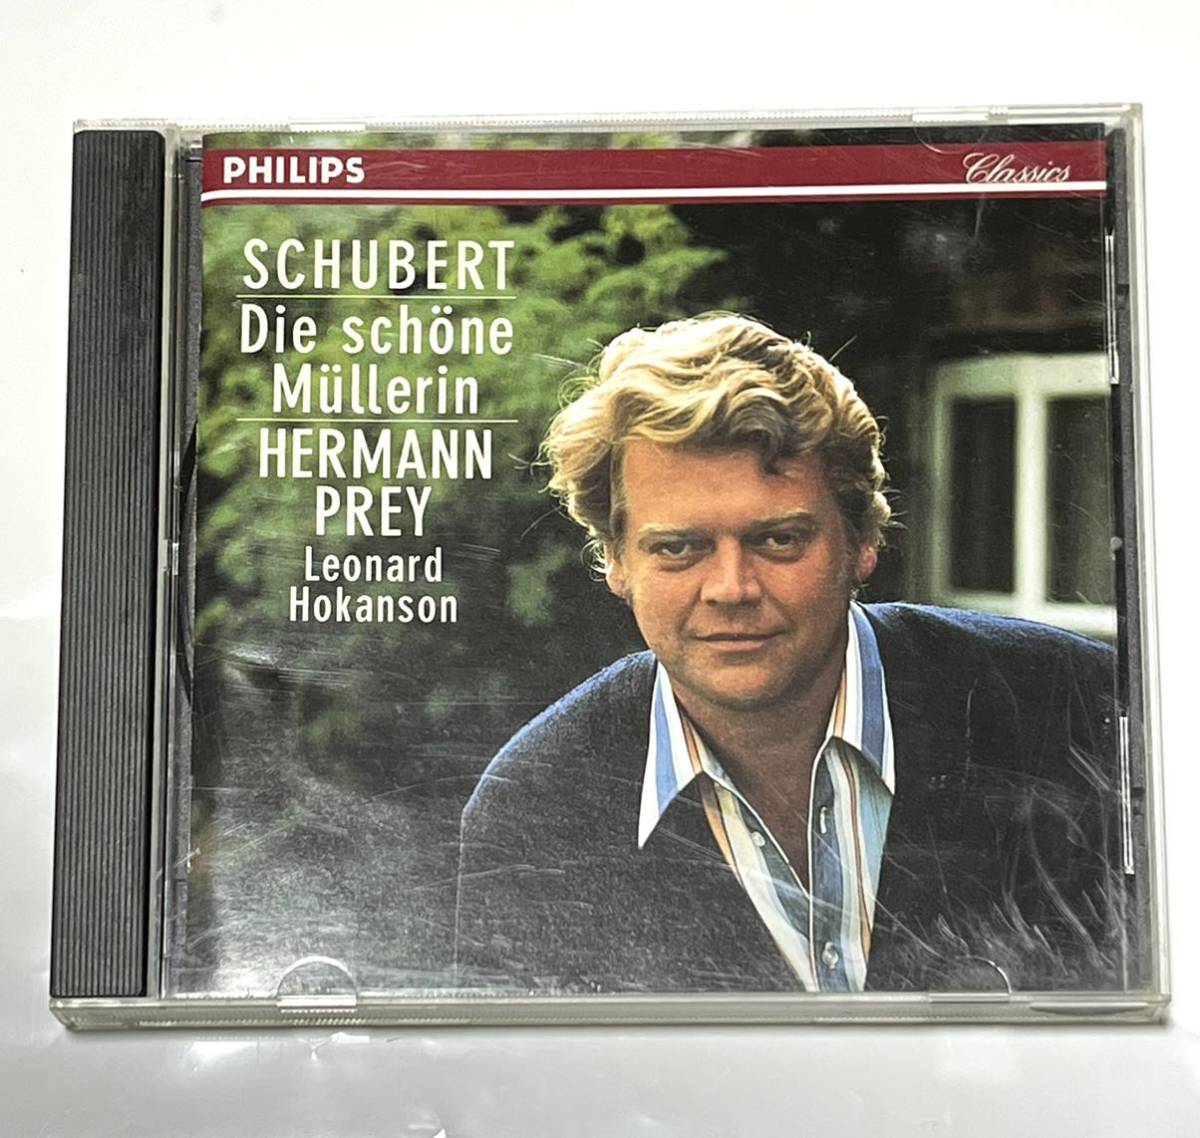 PHILIPS
Classics
SCHUBERT
Die schöne
Müllerin
HERMANN
PREY
Leonard
Hokanson